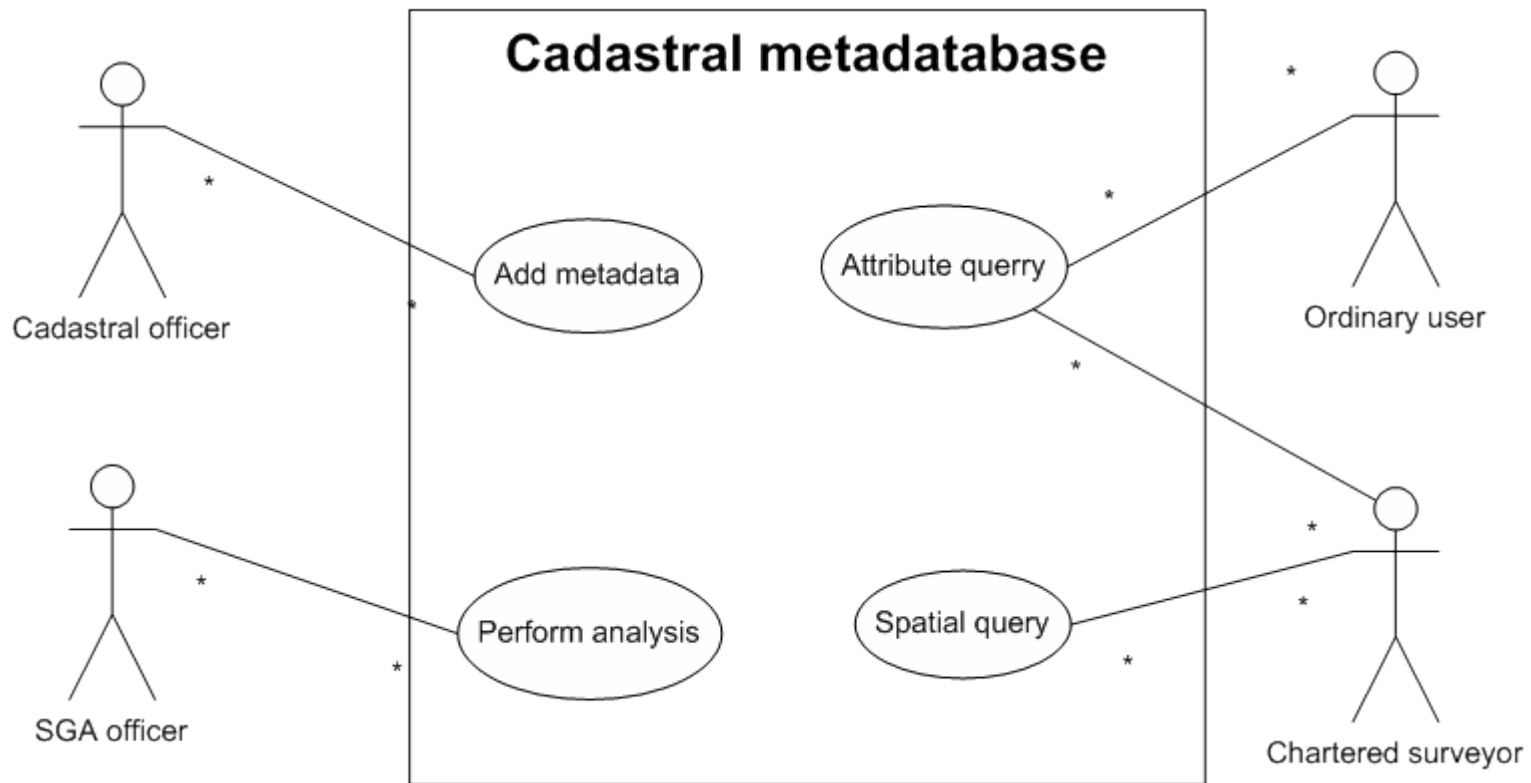 Cadastral metadatabase
*
*
*
Add metadata
Attribute querry
*
Cadastral officer
Ordinary user
*
*
*
*
Perform analysis
Spatial query
*
*
SGA officer
Chartered surveyor